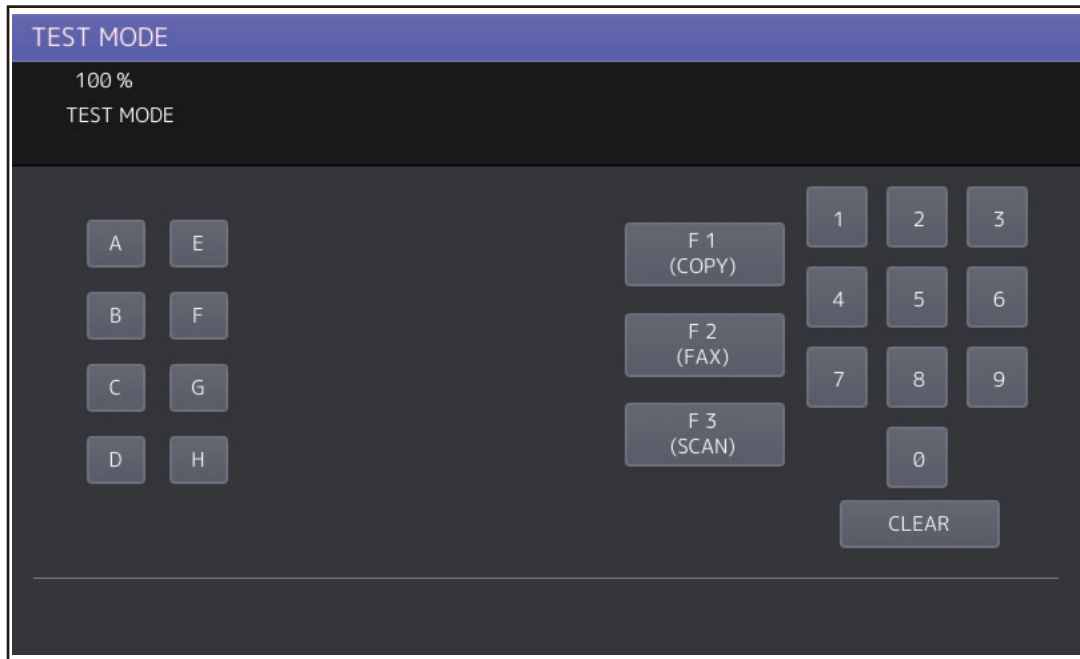 TEST MODE
100 %
TEST MODE
A E
B F
C G
D H
F 1
(COPY)
F 2
(FAX)
F 3
(SCAN)
1 2 3
4 5 6
7 8 9
0
CLEAR